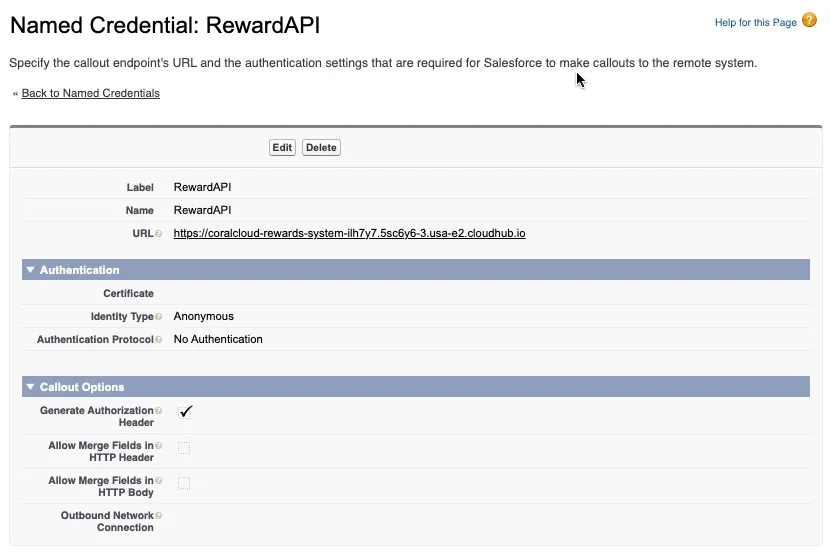 Named Credential: RewardAPI
Help for this Page ?
Specify the callout endpoint's URL and the authentication settings that are required for Salesforce to make callouts to the remote system.
« Back to Named Credentials
Edit Delete
Label RewardAPI
Name RewardAPI
URL https://coralcloud-rewards-system-ilh7y7.5sc6y6-3.usa-e2.cloudhub.io
Authentication
Certificate
Identity Type Anonymous
Authentication Protocol No Authentication
Callout Options
Generate Authorization
Header
Allow Merge Fields in
HTTP Header
Allow Merge Fields in
HTTP Body
Outbound Network
Connection